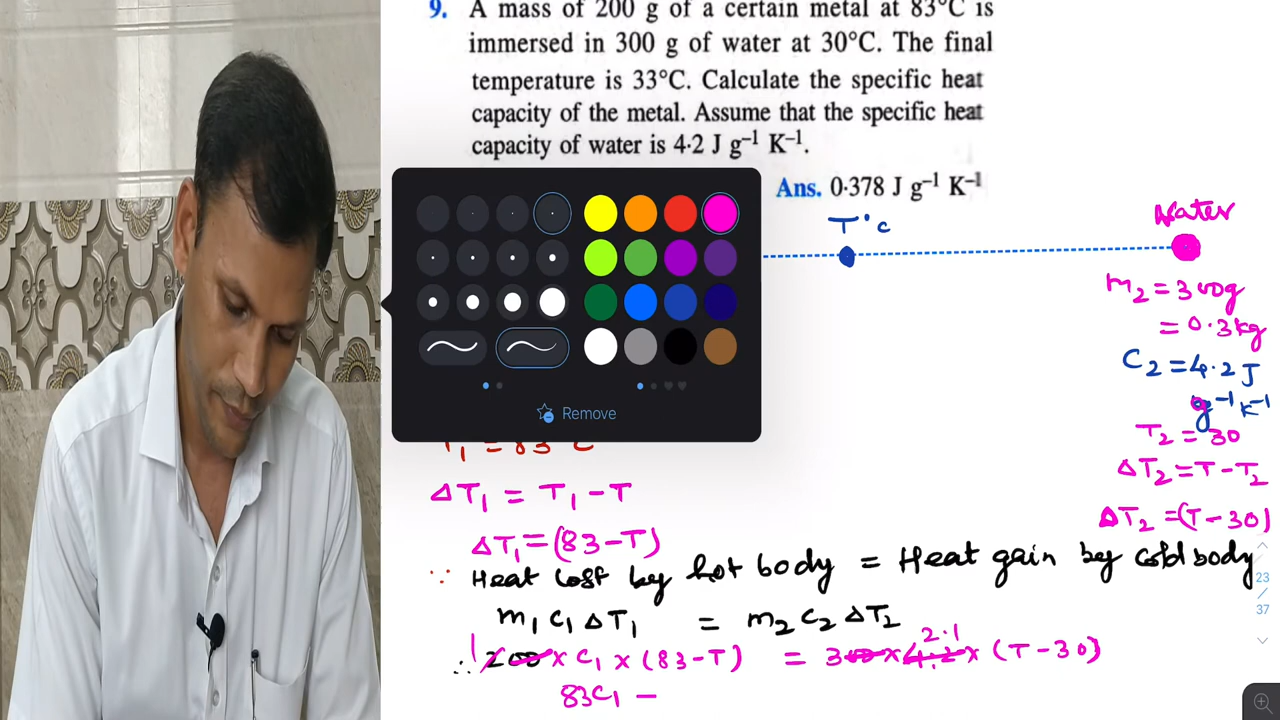 9. A mass of 200 g of a certain metal at 83°C is
immersed in 300 g of water at 30°C. The final
temperature is 33°C. Calculate the specific heat
capacity of the metal. Assume that the specific heat
capacity of water is 4·2 J g⁻¹ K⁻¹.
Ans. 0·378 J g⁻¹ K⁻¹
T°c
Water
m₂ = 300g
= 0.3kg
C₂ = 4.2 J
g⁻¹ K⁻¹
T₂ = 30
ΔT₂ = T - T₂
ΔT₂ = (T - 30)
Remove
T₁ = 83°C
ΔT₁ = T₁ - T
ΔT₁ = (83 - T)
∵ Heat lost by hot body = Heat gain by cold body
m₁ c₁ ΔT₁ = m₂ c₂ ΔT₂
1 2.1
∴ 200 × C₁ × (83 - T) = 300 × 4.2 × (T - 30)
83C₁ –
23
/
37